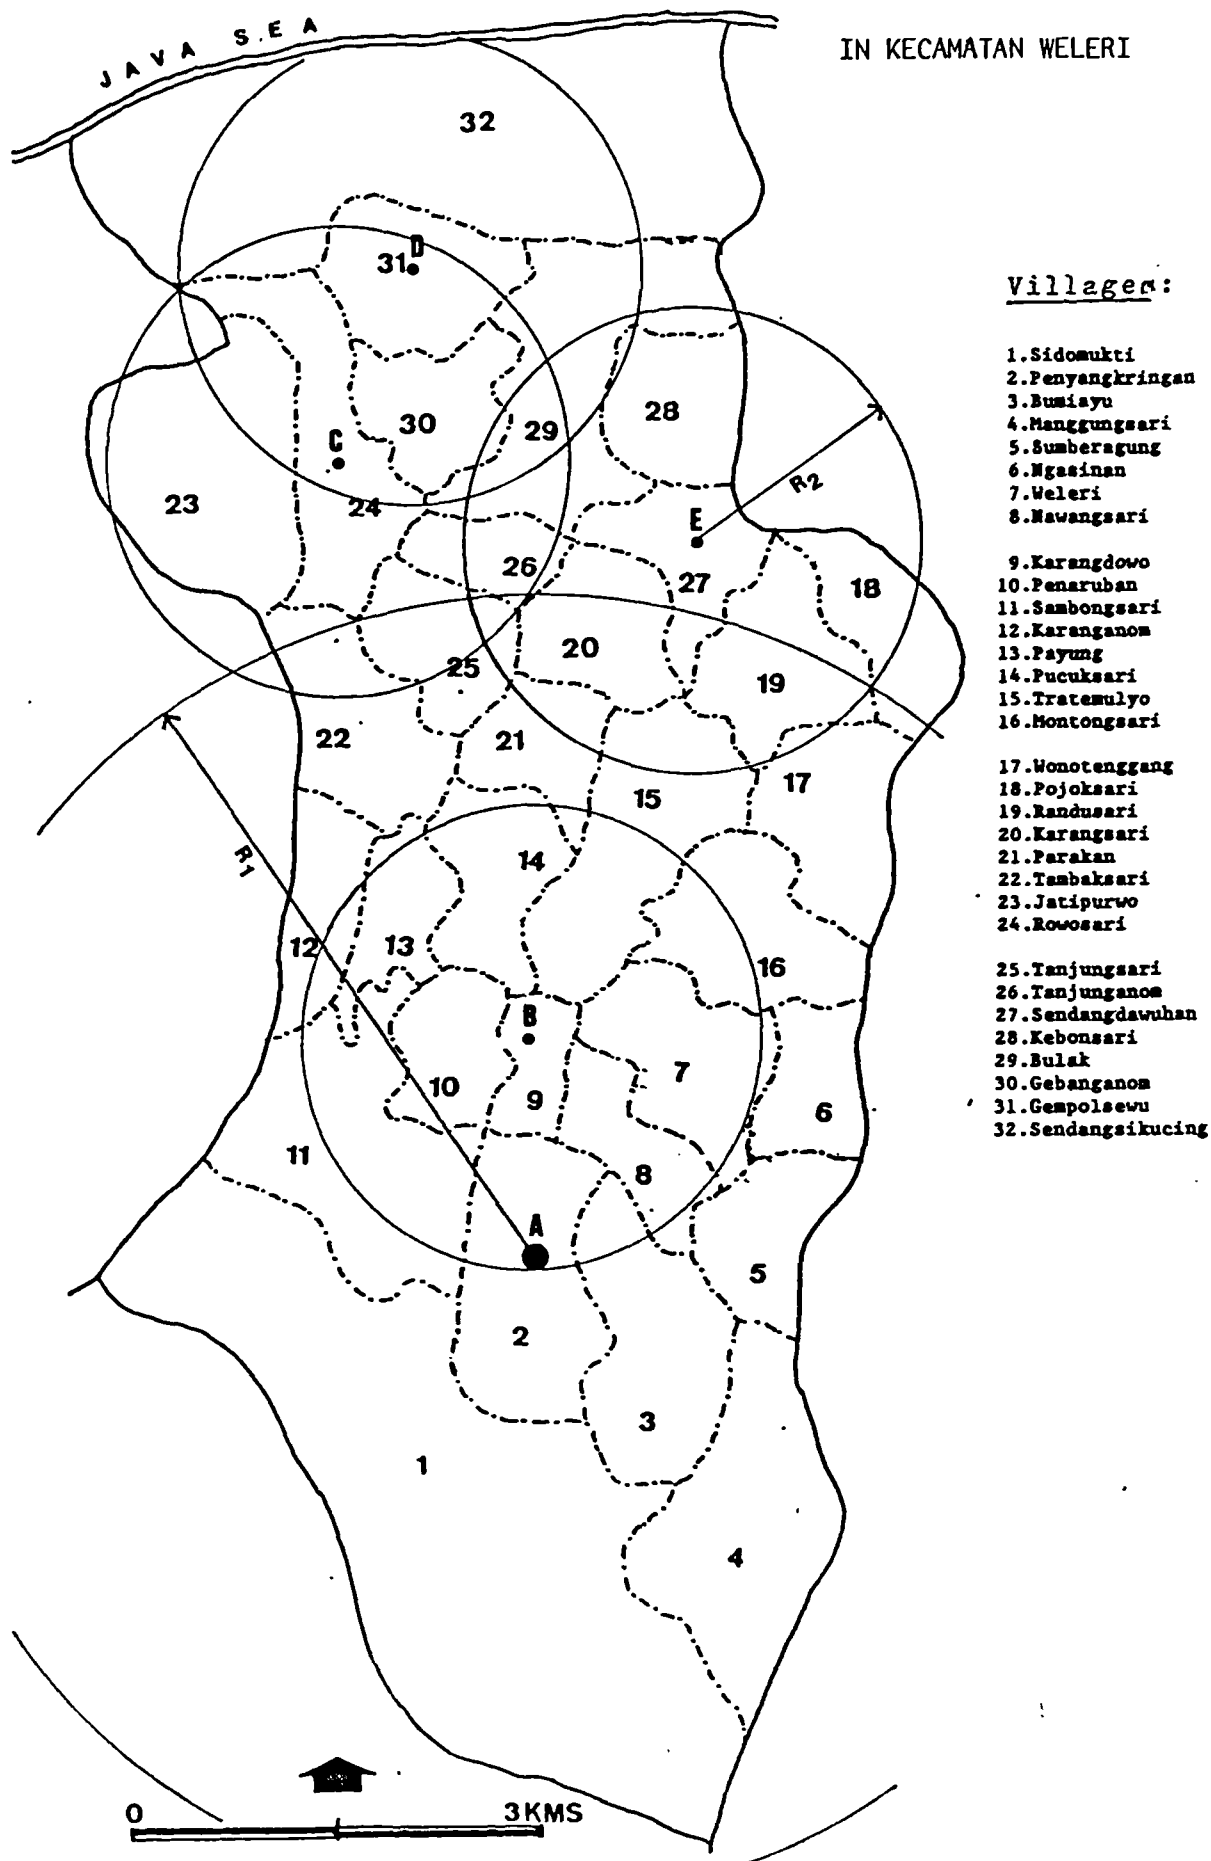 JAVA SEA
IN KECAMATAN WELERI
32
D
31
28
30
29
C
R2
23
24
E
26
27
18
20
25
19
22
21
17
15
R1
14
12
13
16
B
7
10
9
6
11
8
A
5
2
3
1
4
0 3KMS
Villages:
1.Sidomukti
2.Penyangkringan
3.Bumiayu
4.Manggungsari
5.Sumberagung
6.Ngasinan
7.Weleri
8.Nawangsari
9.Karangdowo
10.Penaruban
11.Sambongsari
12.Karanganom
13.Payung
14.Pucuksari
15.Tratemulyo
16.Montongsari
17.Wonotenggang
18.Pojoksari
19.Randusari
20.Karangsari
21.Parakan
22.Tambaksari
23.Jatipurwo
24.Rowosari
25.Tanjungsari
26.Tanjunganom
27.Sendangdawuhan
28.Kebonsari
29.Bulak
30.Gebanganom
31.Gempolsewu
32.Sendangsikucing